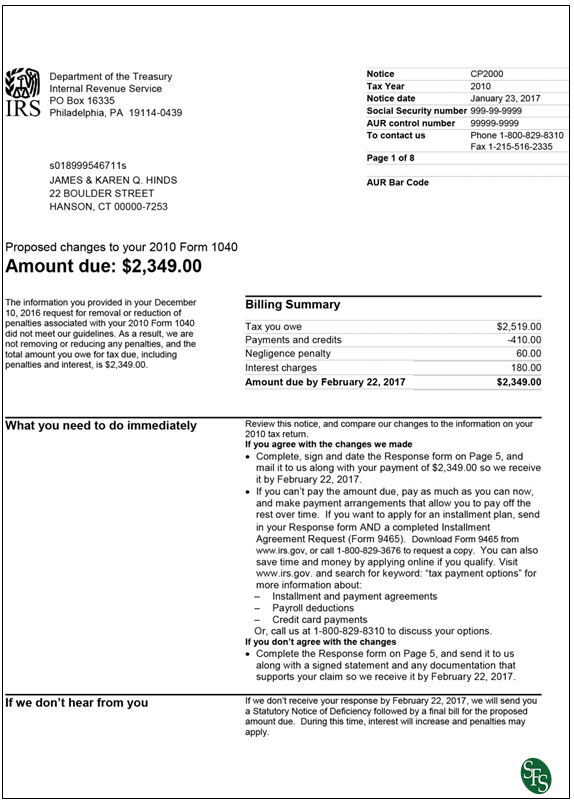 IRS
Department of the Treasury
Internal Revenue Service
PO Box 16335
Philadelphia, PA  19114-0439
Notice CP2000
Tax Year 2010
Notice date January 23, 2017
Social Security number 999-99-9999
AUR control number 99999-9999
To contact us Phone 1-800-829-8310
Fax 1-215-516-2335
Page 1 of 8
AUR Bar Code
s018999546711s
JAMES & KAREN Q. HINDS
22 BOULDER STREET
HANSON, CT 00000-7253
Proposed changes to your 2010 Form 1040
Amount due: $2,349.00
The information you provided in your December
10, 2016 request for removal or reduction of
penalties associated with your 2010 Form 1040
did not meet our guidelines. As a result, we are
not removing or reducing any penalties, and the
total amount you owe for tax due, including
penalties and interest, is $2,349.00.
Billing Summary
Tax you owe $2,519.00
Payments and credits -410.00
Negligence penalty 60.00
Interest charges 180.00
Amount due by February 22, 2017 $2,349.00
What you need to do immediately
Review this notice, and compare our changes to the information on your
2010 tax return.
If you agree with the changes we made
• Complete, sign and date the Response form on Page 5, and
mail it to us along with your payment of $2,349.00 so we receive
it by February 22, 2017.
• If you can't pay the amount due, pay as much as you can now,
and make payment arrangements that allow you to pay off the
rest over time.  If you want to apply for an installment plan, send
in your Response form AND a completed Installment
Agreement Request (Form 9465).  Download Form 9465 from
www.irs.gov, or call 1-800-829-3676 to request a copy.  You can also
save time and money by applying online if you qualify. Visit
www.irs.gov. and search for keyword: “tax payment options” for
more information about:
– Installment and payment agreements
– Payroll deductions
– Credit card payments
Or, call us at 1-800-829-8310 to discuss your options.
If you don't agree with the changes
• Complete the Response form on Page 5, and send it to us
along with a signed statement and any documentation that
supports your claim so we receive it by February 22, 2017.
If we don't hear from you
If we don't receive your response by February 22, 2017, we will send you
a Statutory Notice of Deficiency followed by a final bill for the proposed
amount due.  During this time, interest will increase and penalties may
apply.
SFS